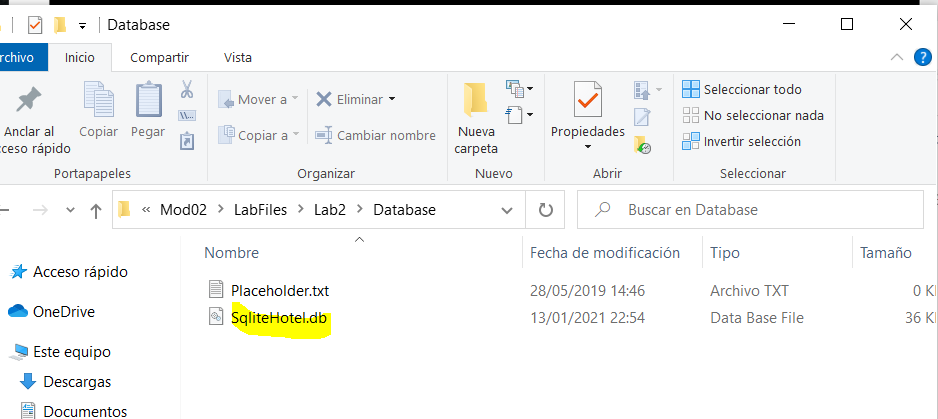 Database
Archivo Inicio Compartir Vista
Anclar al
acceso rápido
Copiar
Pegar
Portapapeles
Mover a
Copiar a
Eliminar
Cambiar nombre
Organizar
Nueva
carpeta
Nuevo
Propiedades
Abrir
Seleccionar todo
No seleccionar nada
Invertir selección
Seleccionar
« Mod02 > LabFiles > Lab2 > Database
Buscar en Database
Nombre Fecha de modificación Tipo Tamaño
Placeholder.txt 28/05/2019 14:46 Archivo TXT 0 K
SqliteHotel.db 13/01/2021 22:54 Data Base File 36 K
Acceso rápido
OneDrive
Este equipo
Descargas
Documentos